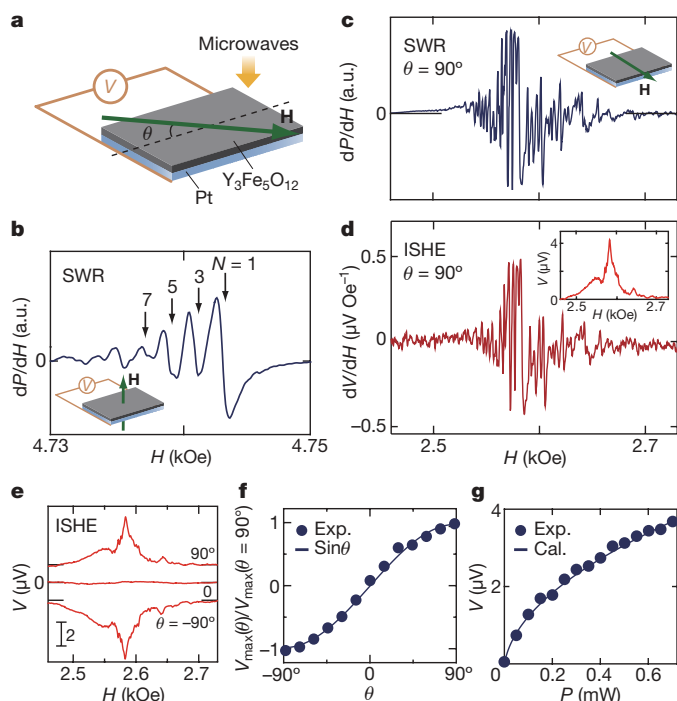 a
Microwaves
V
H
θ
Y₃Fe₅O₁₂
Pt
b
SWR
N = 1
3
5
7
dP/dH (a.u.)
0
V
H
4.73
4.75
H (kOe)
c
SWR
θ = 90°
H
dP/dH (a.u.)
0
d
ISHE
θ = 90°
0.5
0
−0.5
dV/dH (µV Oe⁻¹)
V (µV)
4
2
0
2.5
2.7
H (kOe)
2.5
2.7
H (kOe)
e
ISHE
90°
0
θ = −90°
2
V (µV)
0
2.5
2.6
2.7
H (kOe)
f
Exp.
Sinθ
Vmax(θ)/Vmax(θ = 90°)
1
0
−1
−90°
0
90°
θ
g
Exp.
Cal.
V (µV)
4
2
0
0.2
0.4
0.6
P (mW)